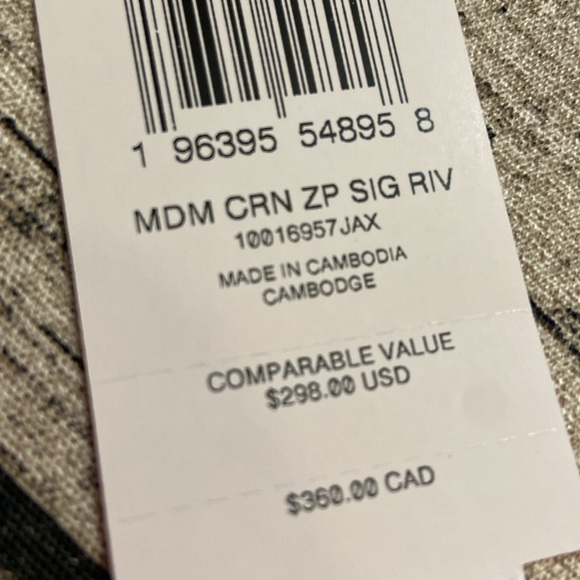 1 96395 54895 8
MDM CRN ZP SIG RIV
10016957JAX
MADE IN CAMBODIA
CAMBODGE
COMPARABLE VALUE
$298.00 USD
$360.00 CAD